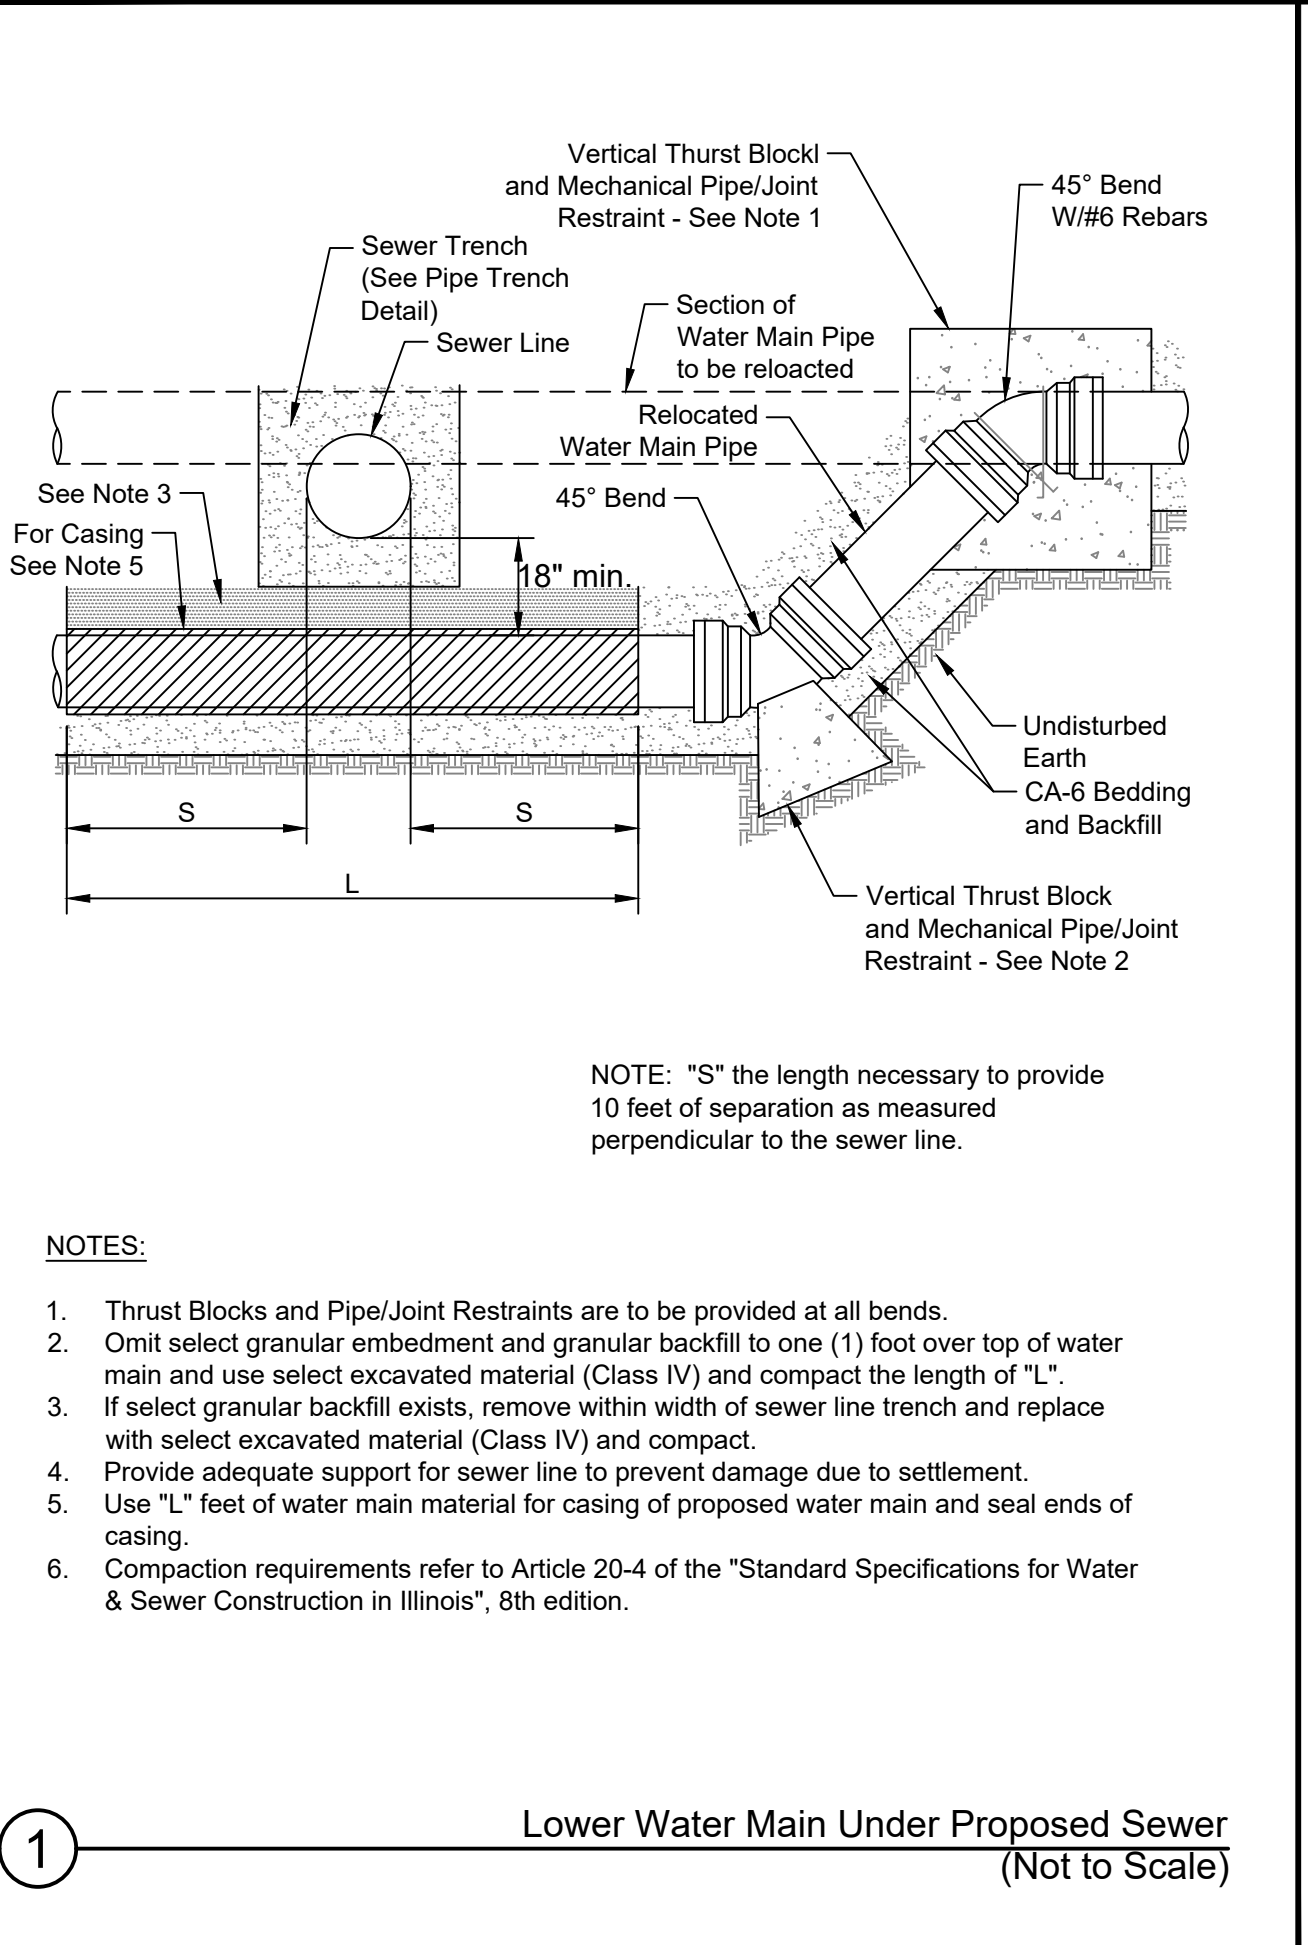 Vertical Thurst Blockl
and Mechanical Pipe/Joint
Restraint - See Note 1
45° Bend
W/#6 Rebars
Sewer Trench
(See Pipe Trench
Detail)
Sewer Line
Section of
Water Main Pipe
to be reloacted
Relocated
Water Main Pipe
See Note 3
For Casing
See Note 5
45° Bend
18" min.
Undisturbed
Earth
CA-6 Bedding
and Backfill
S
S
L
Vertical Thrust Block
and Mechanical Pipe/Joint
Restraint - See Note 2
NOTE: "S" the length necessary to provide
10 feet of separation as measured
perpendicular to the sewer line.
NOTES:
1. Thrust Blocks and Pipe/Joint Restraints are to be provided at all bends.
2. Omit select granular embedment and granular backfill to one (1) foot over top of water
main and use select excavated material (Class IV) and compact the length of "L".
3. If select granular backfill exists, remove within width of sewer line trench and replace
with select excavated material (Class IV) and compact.
4. Provide adequate support for sewer line to prevent damage due to settlement.
5. Use "L" feet of water main material for casing of proposed water main and seal ends of
casing.
6. Compaction requirements refer to Article 20-4 of the "Standard Specifications for Water
& Sewer Construction in Illinois", 8th edition.
1
Lower Water Main Under Proposed Sewer
(Not to Scale)